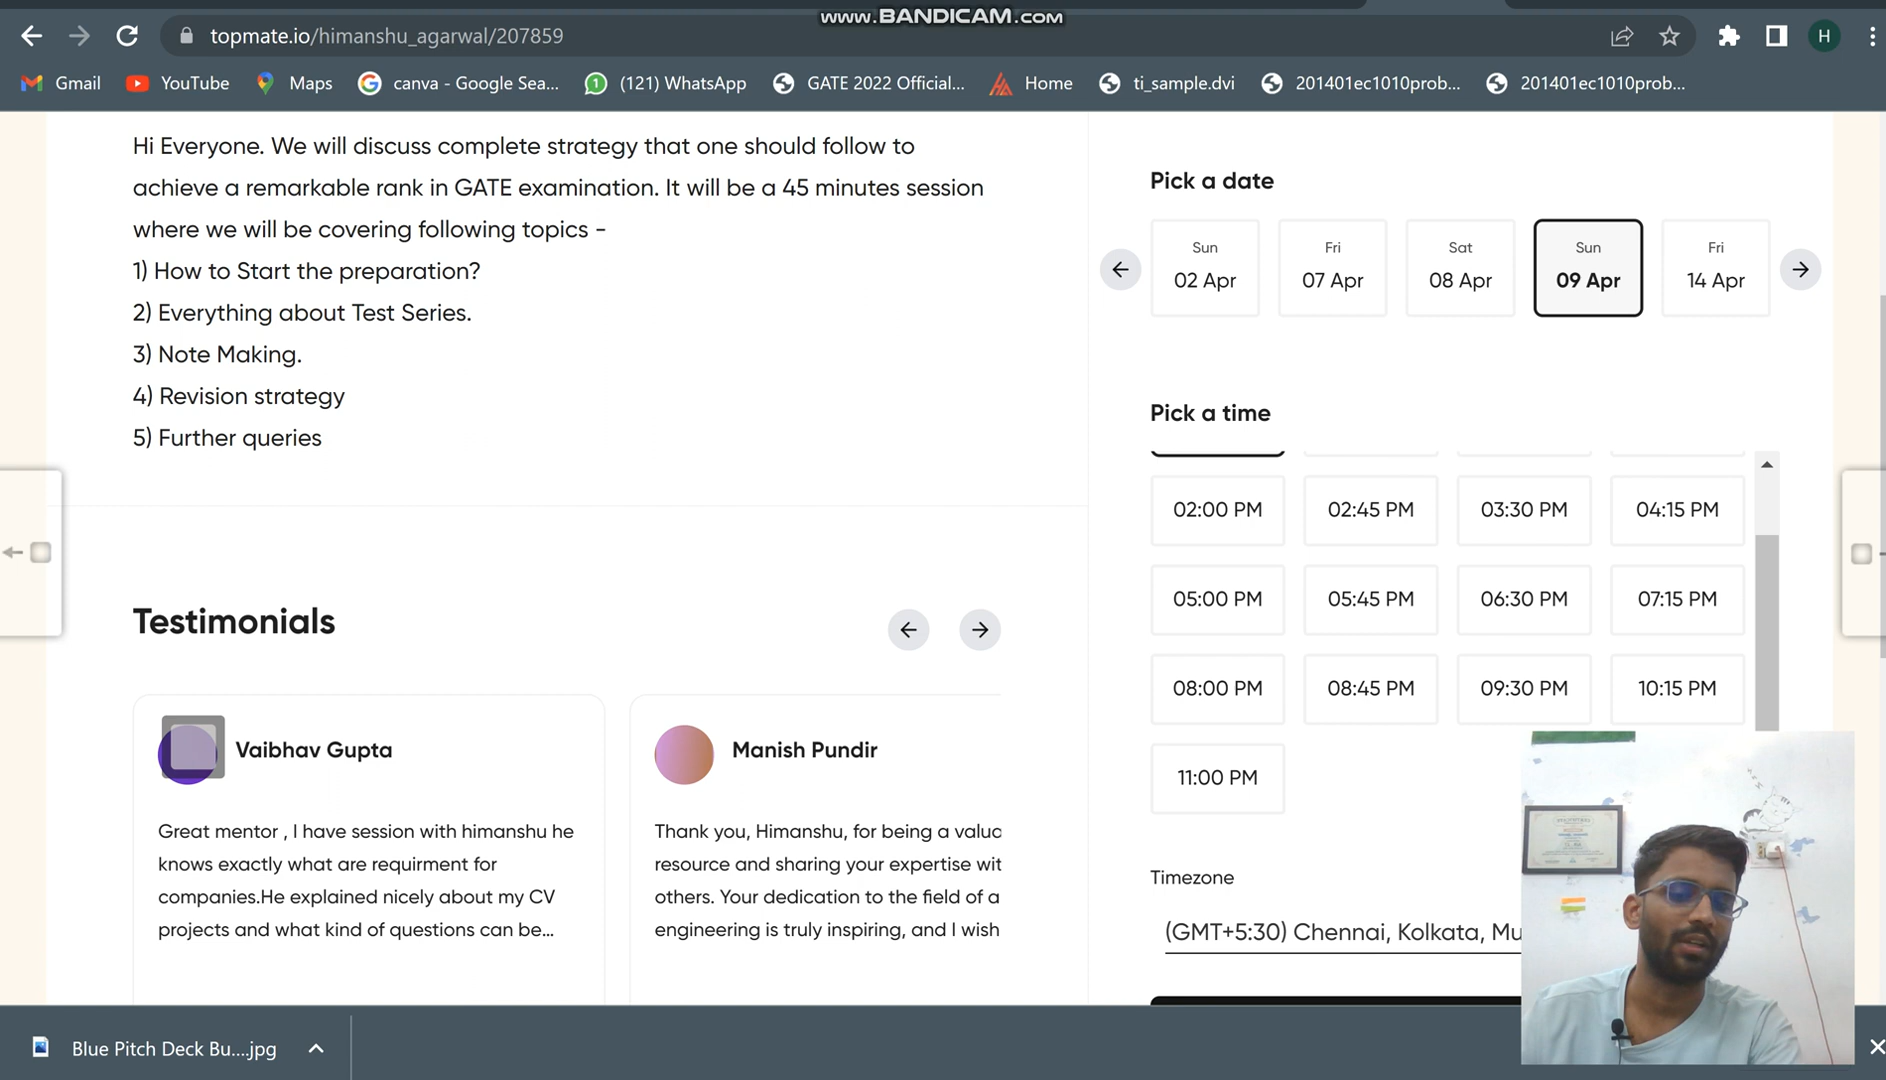 www.BANDICAM.com
topmate.io/himanshu_agarwal/207859
H
Gmail
YouTube
Maps
canva - Google Sea...
(121) WhatsApp
GATE 2022 Official...
Home
ti_sample.dvi
201401ec1010prob...
201401ec1010prob...
Hi Everyone. We will discuss complete strategy that one should follow to
achieve a remarkable rank in GATE examination. It will be a 45 minutes session
where we will be covering following topics -
1) How to Start the preparation?
2) Everything about Test Series.
3) Note Making.
4) Revision strategy
5) Further queries
Testimonials
Vaibhav Gupta
Great mentor , I have session with himanshu he
knows exactly what are requirment for
companies.He explained nicely about my CV
projects and what kind of questions can be...
Manish Pundir
Thank you, Himanshu, for being a valua
resource and sharing your expertise wit
others. Your dedication to the field of a
engineering is truly inspiring, and I wish
Pick a date
Sun
02 Apr
Fri
07 Apr
Sat
08 Apr
Sun
09 Apr
Fri
14 Apr
Pick a time
02:00 PM 02:45 PM 03:30 PM 04:15 PM
05:00 PM 05:45 PM 06:30 PM 07:15 PM
08:00 PM 08:45 PM 09:30 PM 10:15 PM
11:00 PM
Timezone
(GMT+5:30) Chennai, Kolkata, Mu
Blue Pitch Deck Bu....jpg